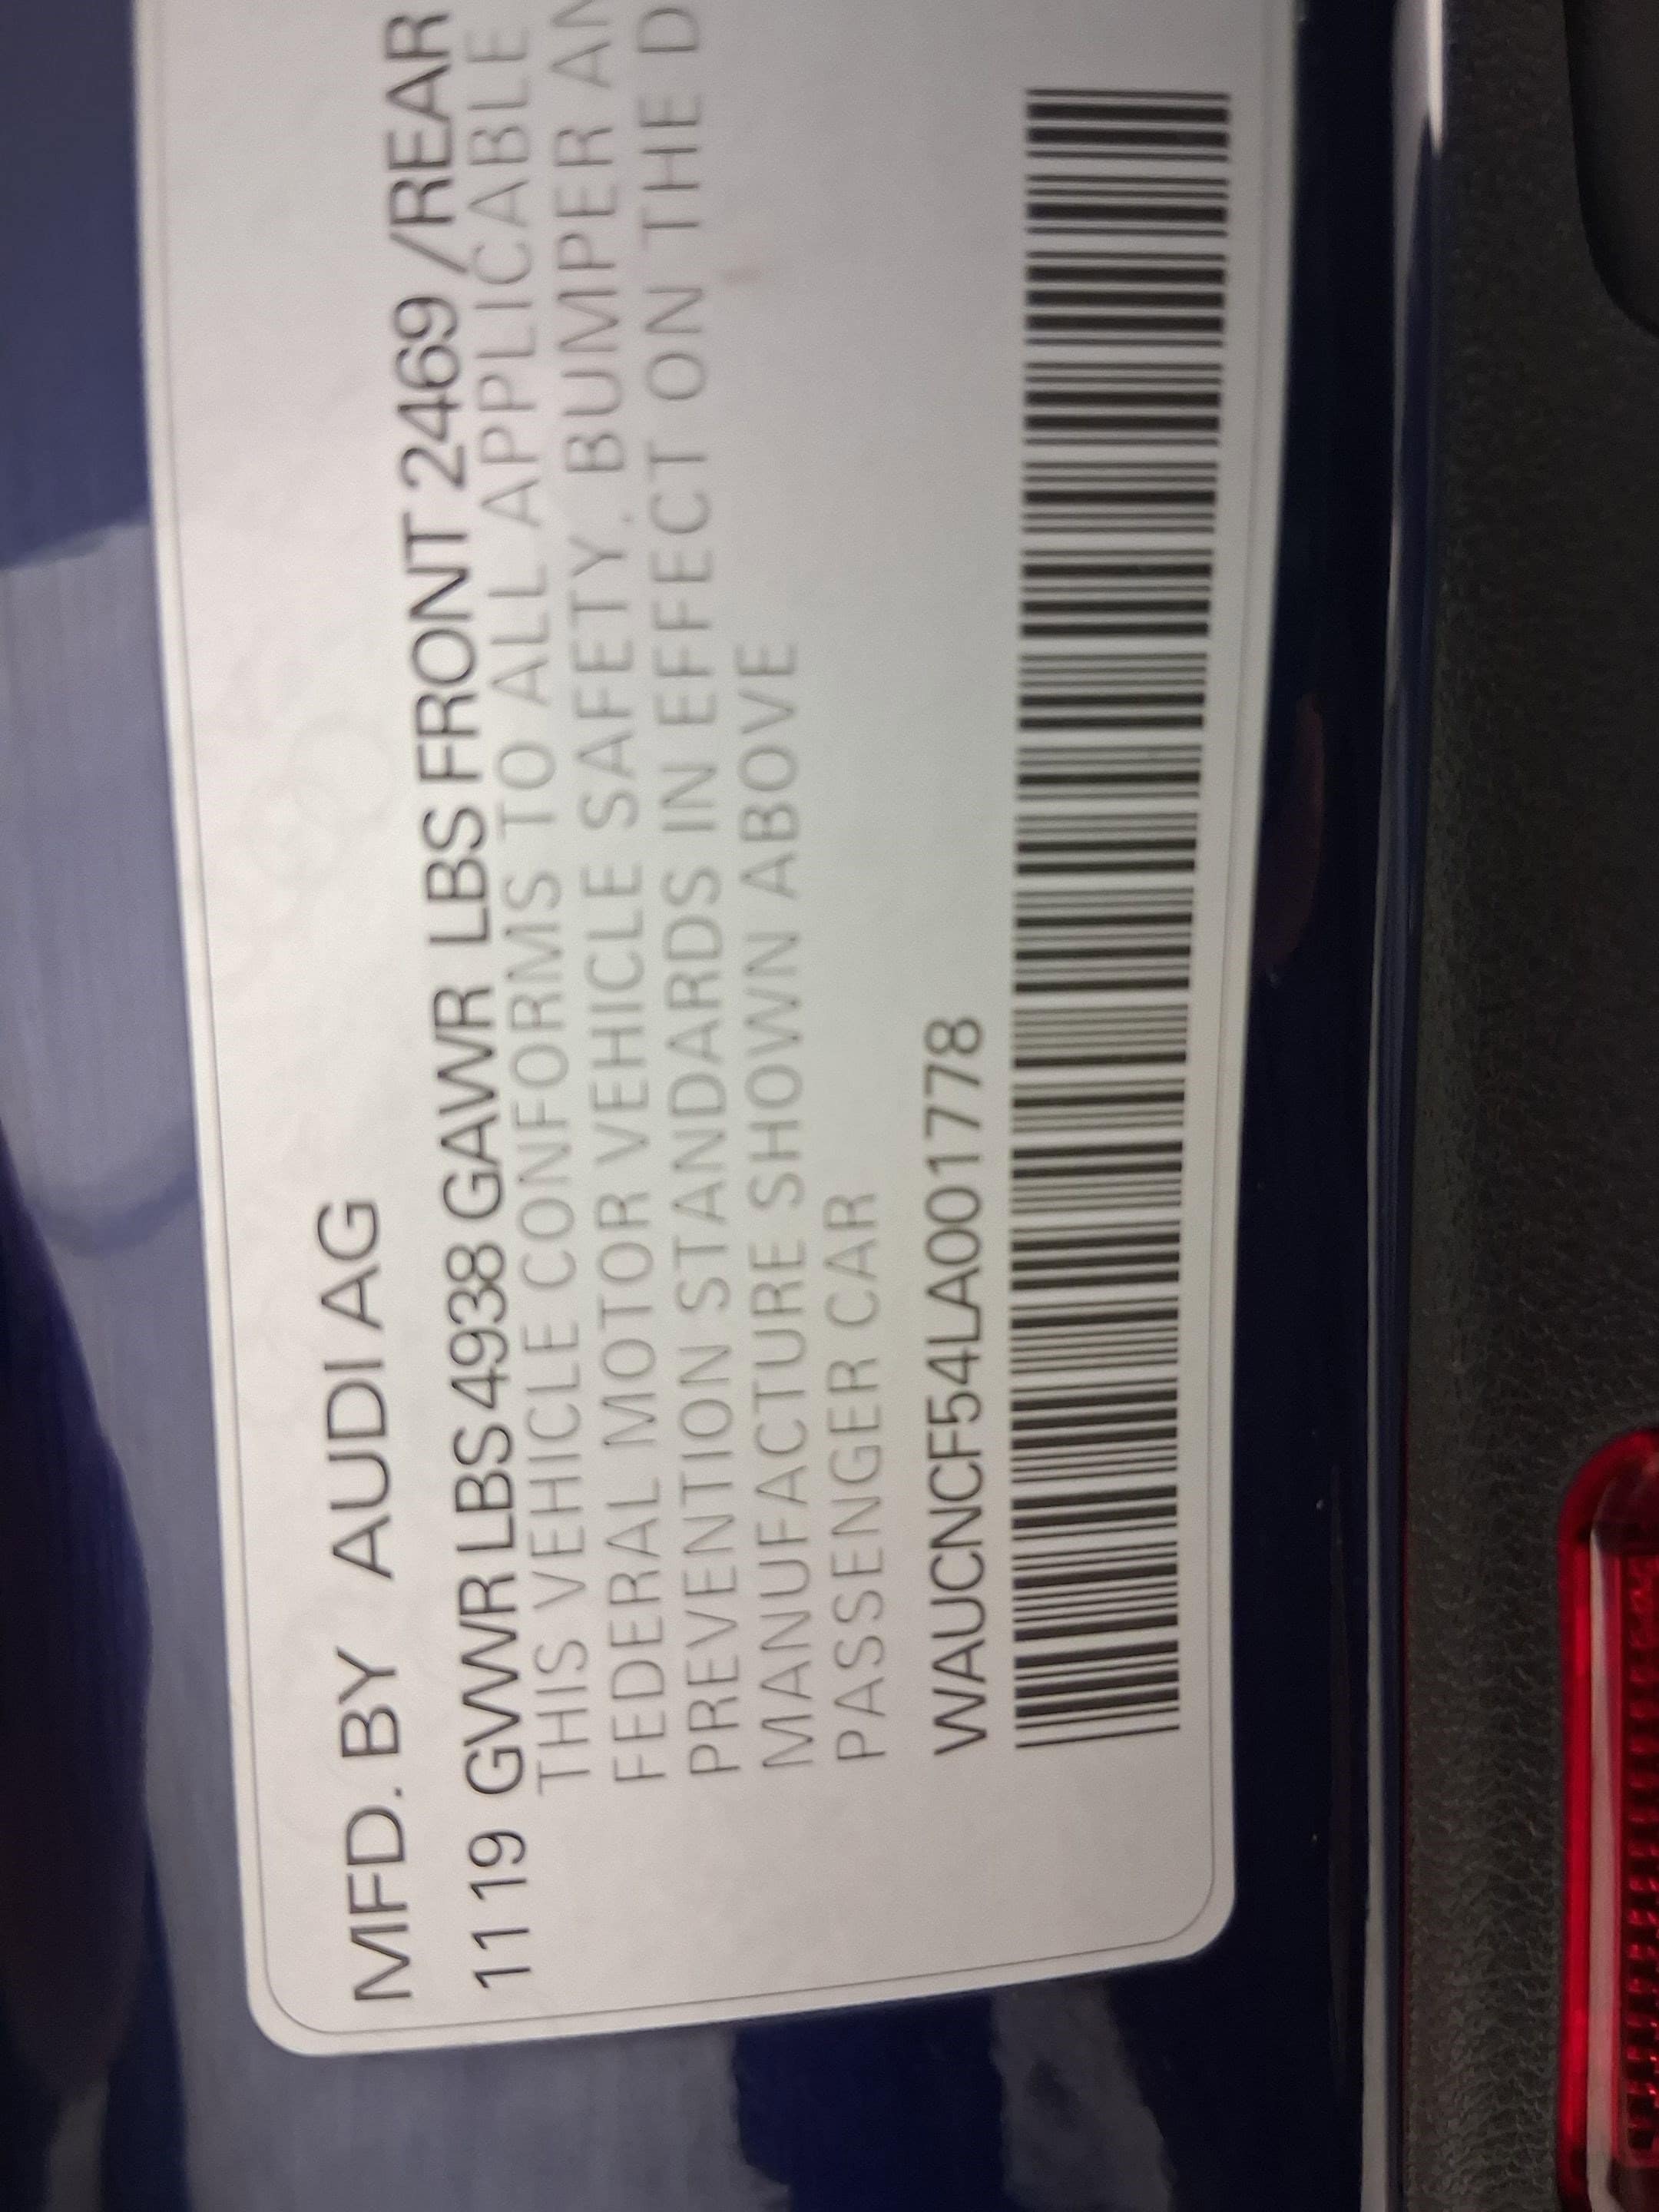 MFD. BY AUDI AG
11 19 GVWR LBS 4938 GAWR LBS FRONT 2469 /REAR
THIS VEHICLE CONFORMS TO ALL APPLICABLE
FEDERAL MOTOR VEHICLE SAFETY. BUMPER AN
PREVENTION STANDARDS IN EFFECT ON THE D
MANUFACTURE SHOWN ABOVE
PASSENGER CAR
WAUCNCF54LA001778